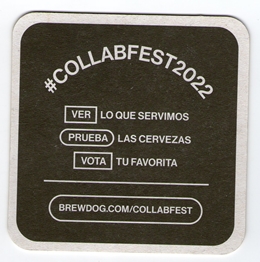 #COLLABFEST2022
VER LO QUE SERVIMOS
PRUEBA LAS CERVEZAS
VOTA TU FAVORITA
BREWDOG.COM/COLLABFEST